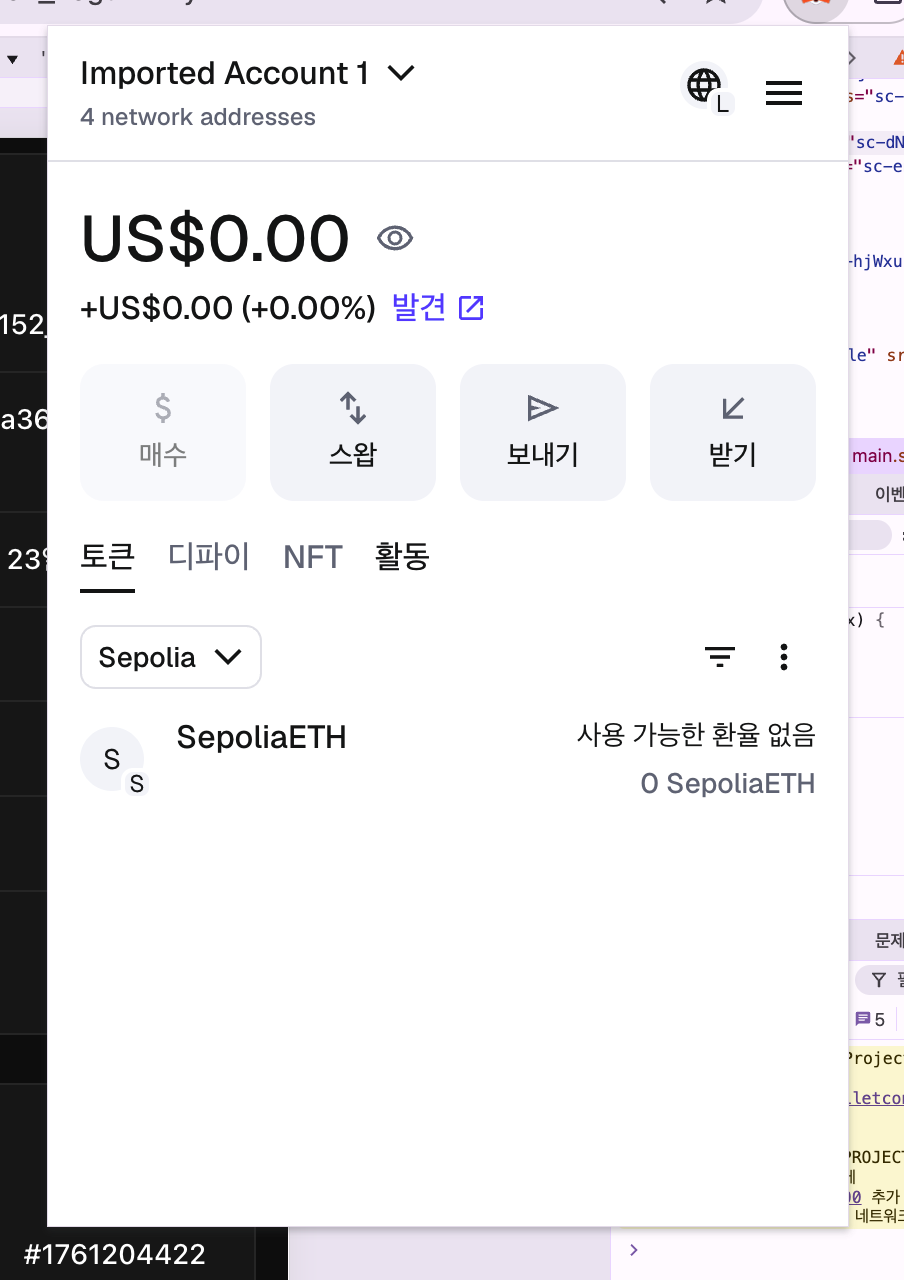 Imported Account 1
4 network addresses
L
US$0.00
+US$0.00 (+0.00%) 발견
$
매수
스왑
보내기
받기
토큰 디파이 NFT 활동
Sepolia
S
S
SepoliaETH
사용 가능한 환율 없음
0 SepoliaETH
152
a36
23
s="sc-
"sc-dN
="sc-e
-hjWxu
le" sr
main.s
이벤
x) {
문제
5
Projec
lletcon
PROJECT
00 추가
네트워크
#1761204422